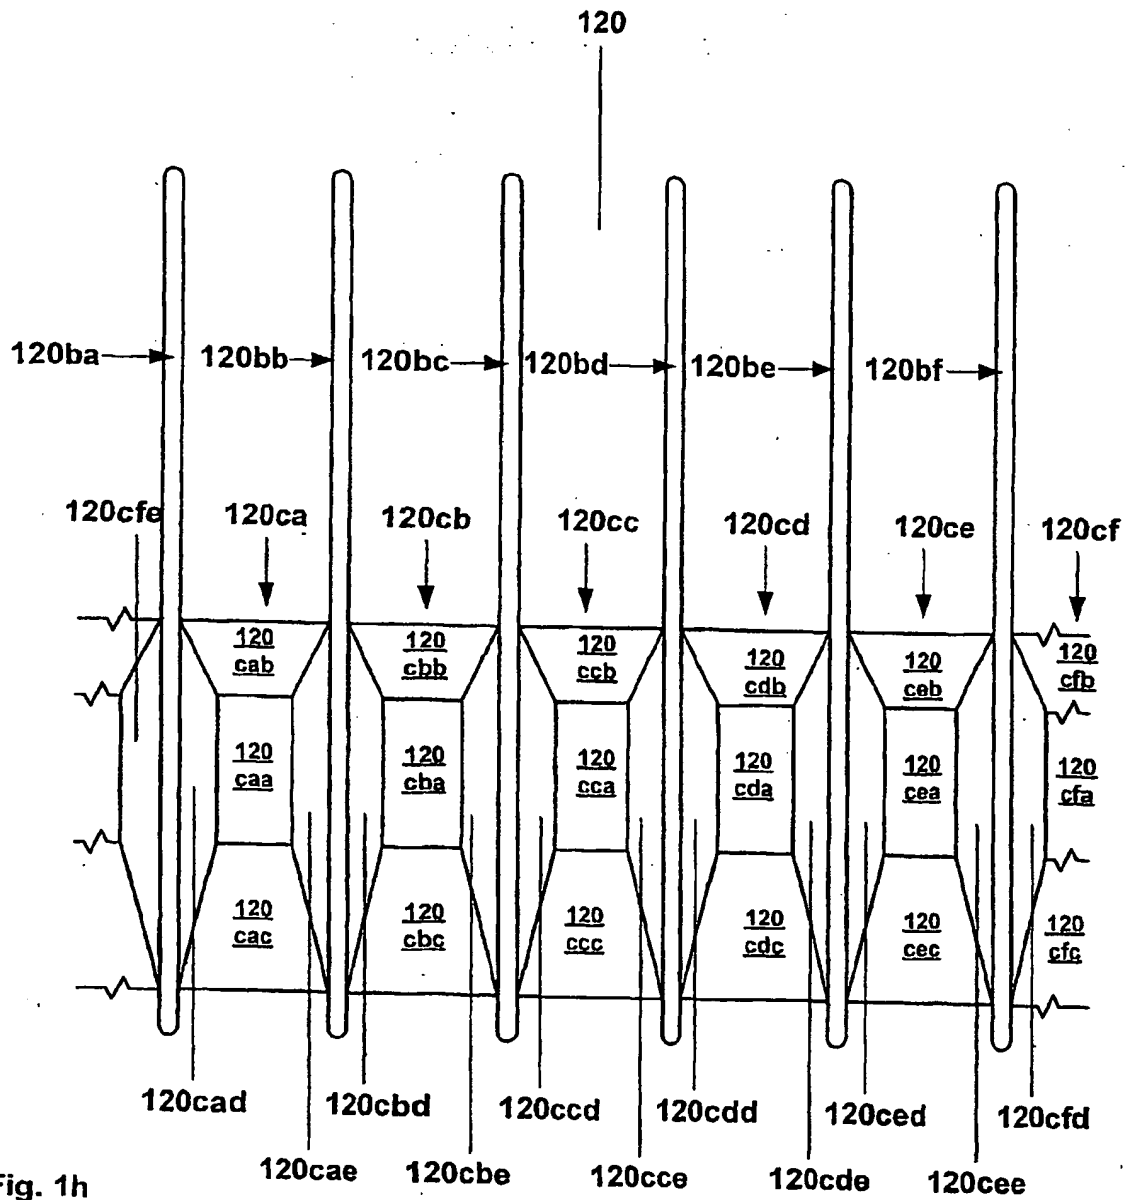 120
120ba 120bb 120bc 120bd 120be 120bf
120cfe 120ca 120cb 120cc 120cd 120ce 120cf
120 120 120 120 120 120
cab cbb ccb cdb ceb cfb
120 120 120 120 120 120
caa cba cca cda cea cfa
120 120 120 120 120 120
cac cbc ccc cdc cec cfc
120cad 120cbd 120ccd 120cdd 120ced 120cfd
120cae 120cbe 120cce 120cde 120cee
Fig. 1h